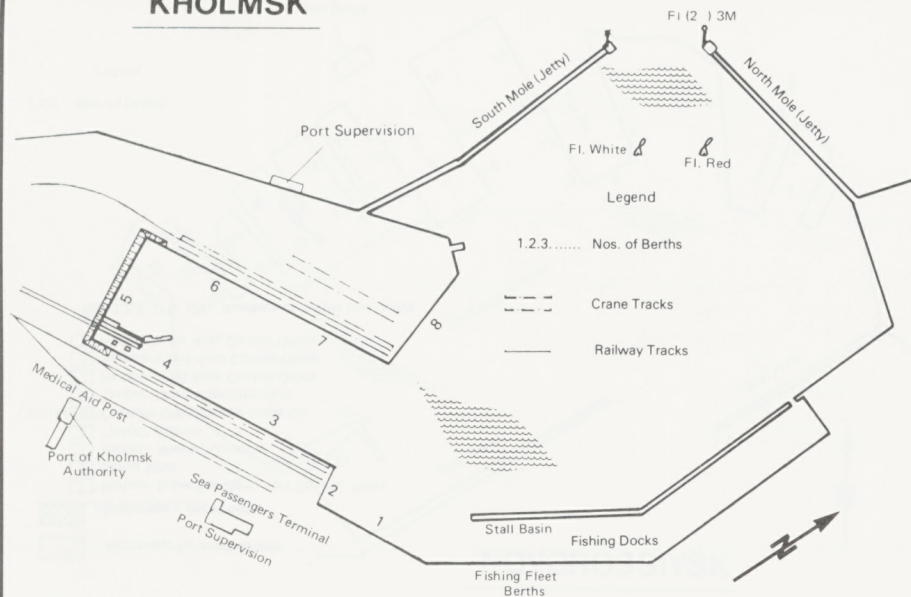 KHOLMSK
Fl (2 ) 3M
South Mole (Jetty)
North Mole (Jetty)
Port Supervision
Fl. White
Fl. Red
Legend
1.2.3....... Nos. of Berths
Crane Tracks
Railway Tracks
5
6
7
8
4
3
2
1
Medical Aid Post
Port of Kholmsk
Authority
Sea Passengers Terminal
Port Supervision
Stall Basin
Fishing Docks
Fishing Fleet
Berths
N